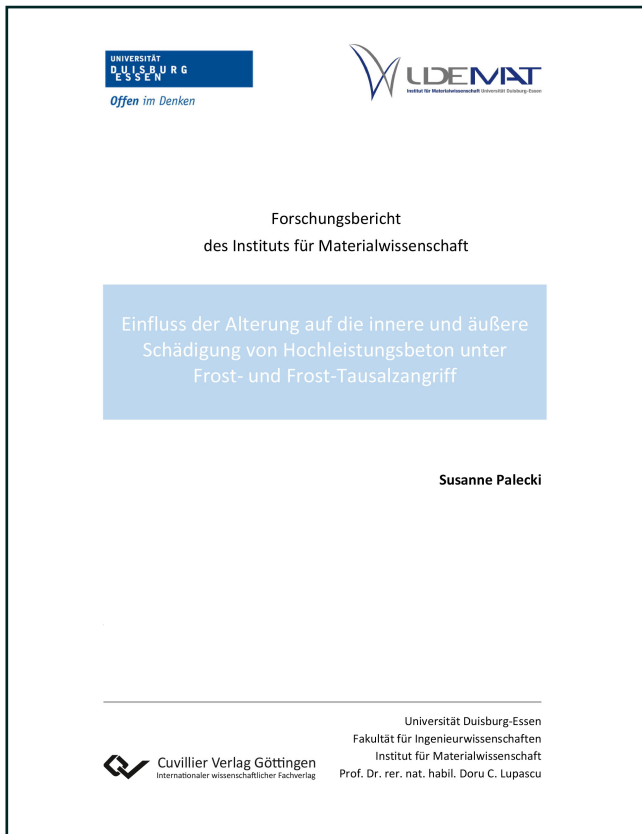 UNIVERSITÄT
DUISBURG
ESSEN
Offen im Denken
UDEMAT
Institut für Materialwissenschaft Universität Duisburg-Essen
Forschungsbericht
des Instituts für Materialwissenschaft
Einfluss der Alterung auf die innere und äußere
Schädigung von Hochleistungsbeton unter
Frost- und Frost-Tausalzangriff
Susanne Palecki
Universität Duisburg-Essen
Fakultät für Ingenieurwissenschaften
Institut für Materialwissenschaft
Prof. Dr. rer. nat. habil. Doru C. Lupascu
Cuvillier Verlag Göttingen
Internationaler wissenschaftlicher Fachverlag